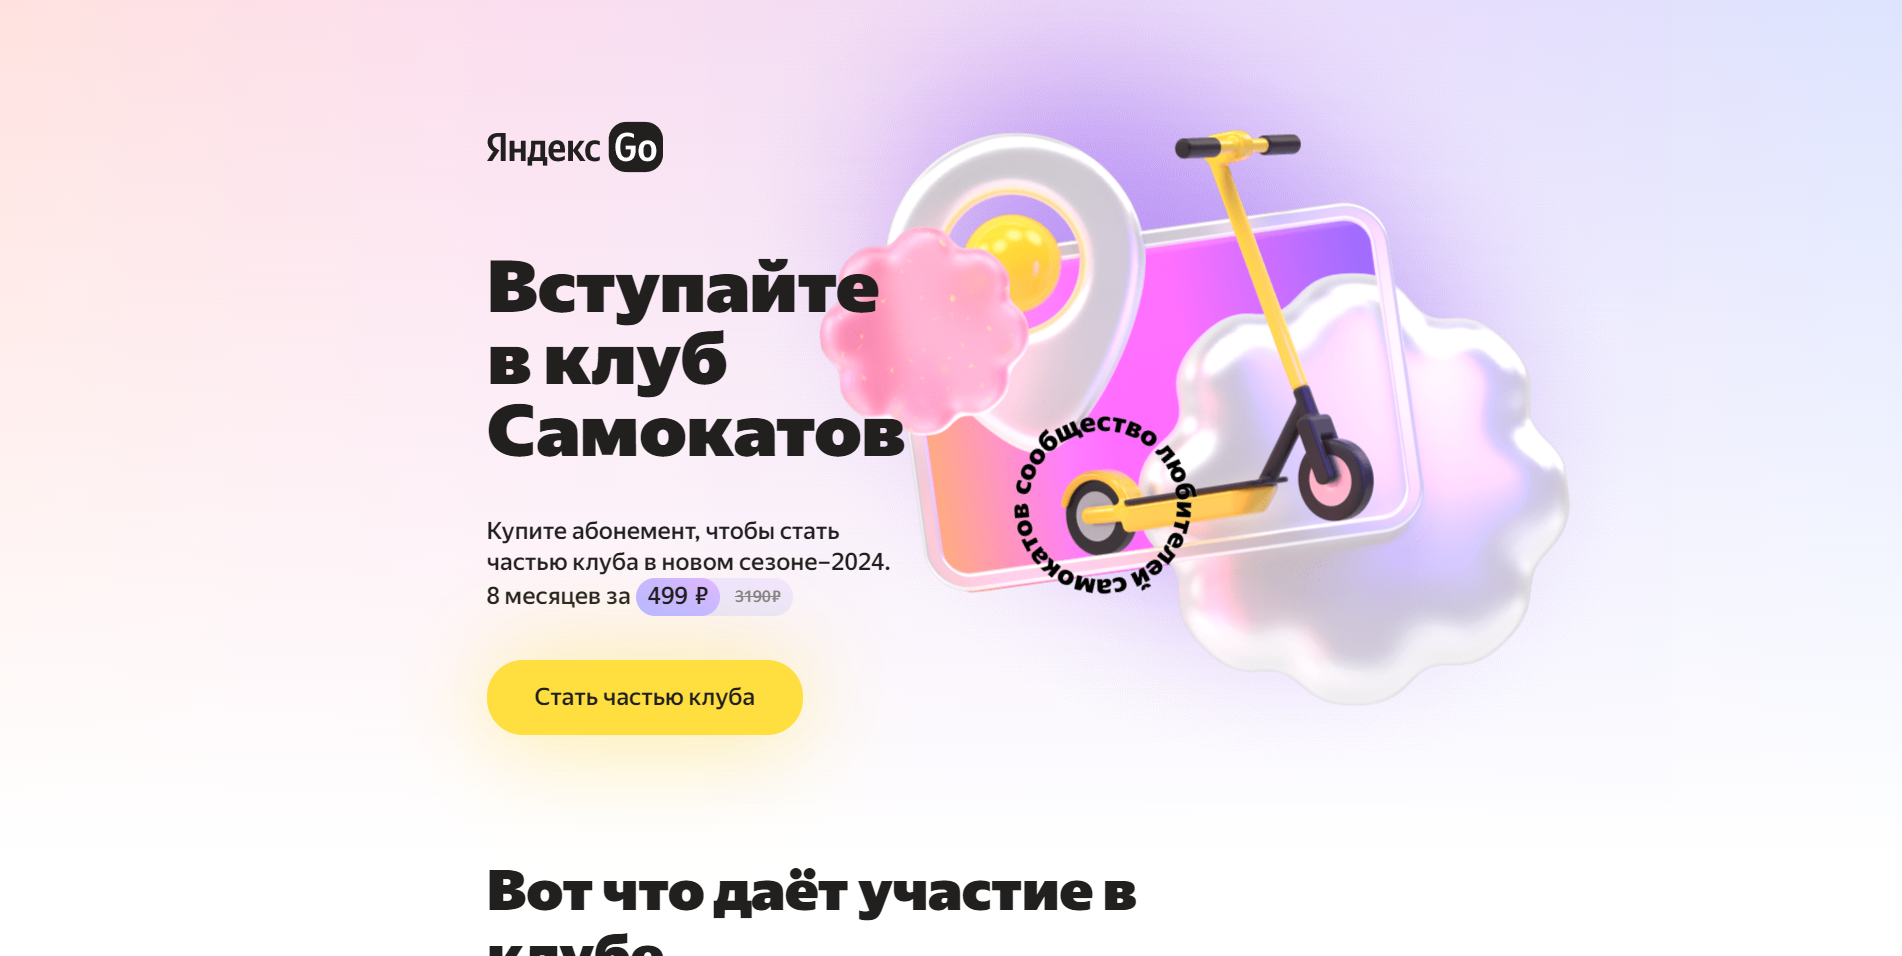 Яндекс Go
Вступайте
в клуб
Самокатов
Купите абонемент, чтобы стать
частью клуба в новом сезоне–2024.
8 месяцев за 499 ₽ 3190₽
Стать частью клуба
сообщество любителей самокатов
Вот что даёт участие в
клубе